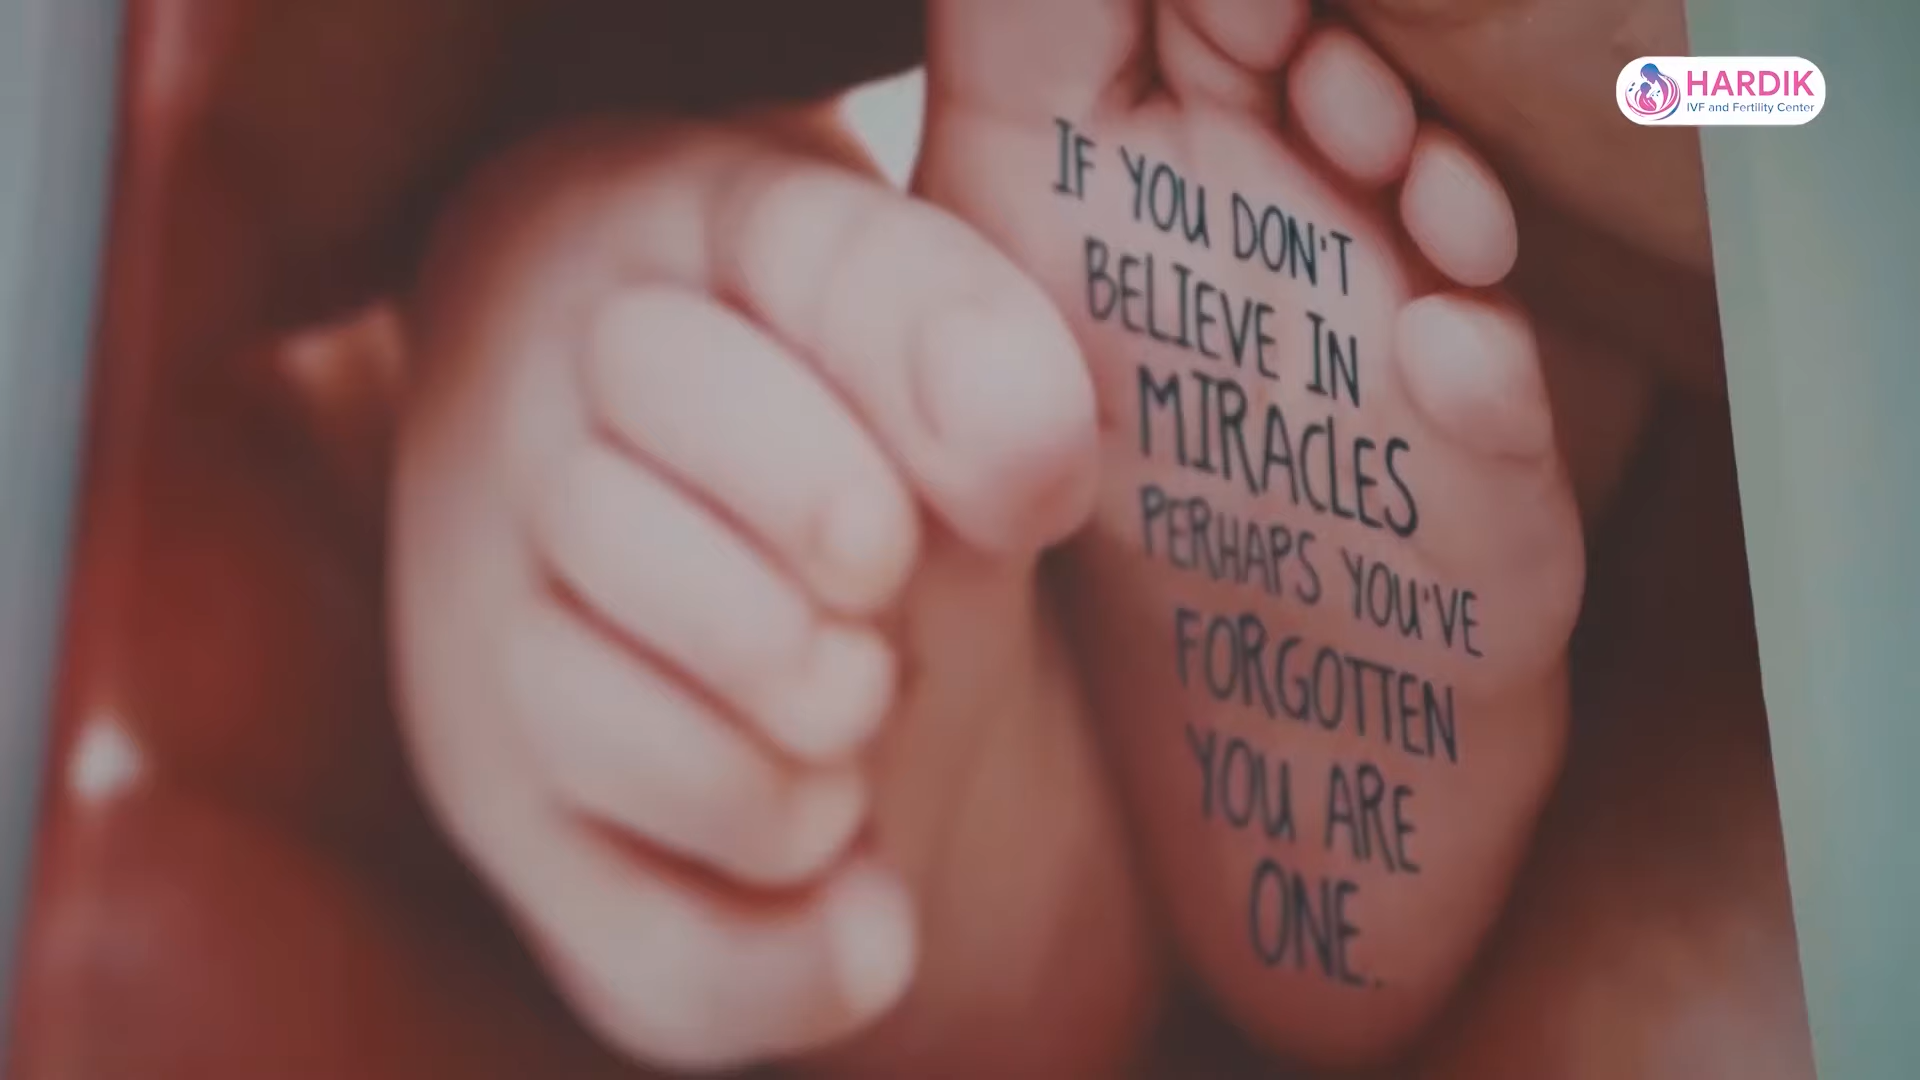 HARDIK
IVF and Fertility Center
IF YOU DON'T
BELIEVE IN
MIRACLES
PERHAPS YOU'VE
FORGOTTEN
YOU ARE
ONE.